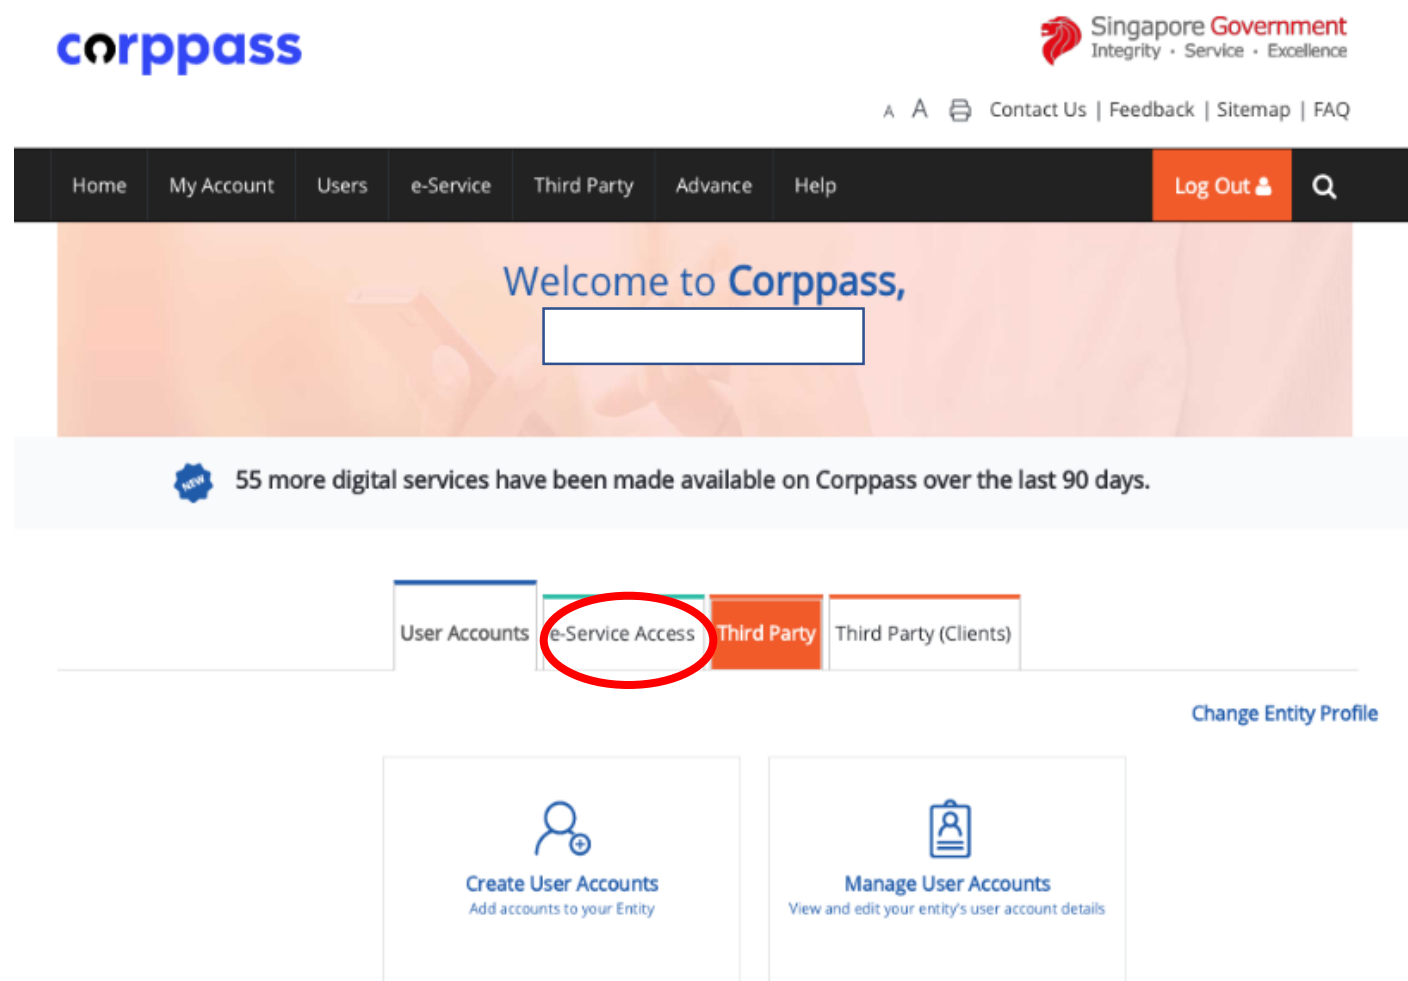 corppass
Singapore Government
Integrity · Service · Excellence
A A Contact Us | Feedback | Sitemap | FAQ
Home My Account Users e-Service Third Party Advance Help Log Out
Welcome to Corppass,
NEW 55 more digital services have been made available on Corppass over the last 90 days.
User Accounts e-Service Access Third Party Third Party (Clients)
Change Entity Profile
Create User Accounts
Add accounts to your Entity
Manage User Accounts
View and edit your entity's user account details